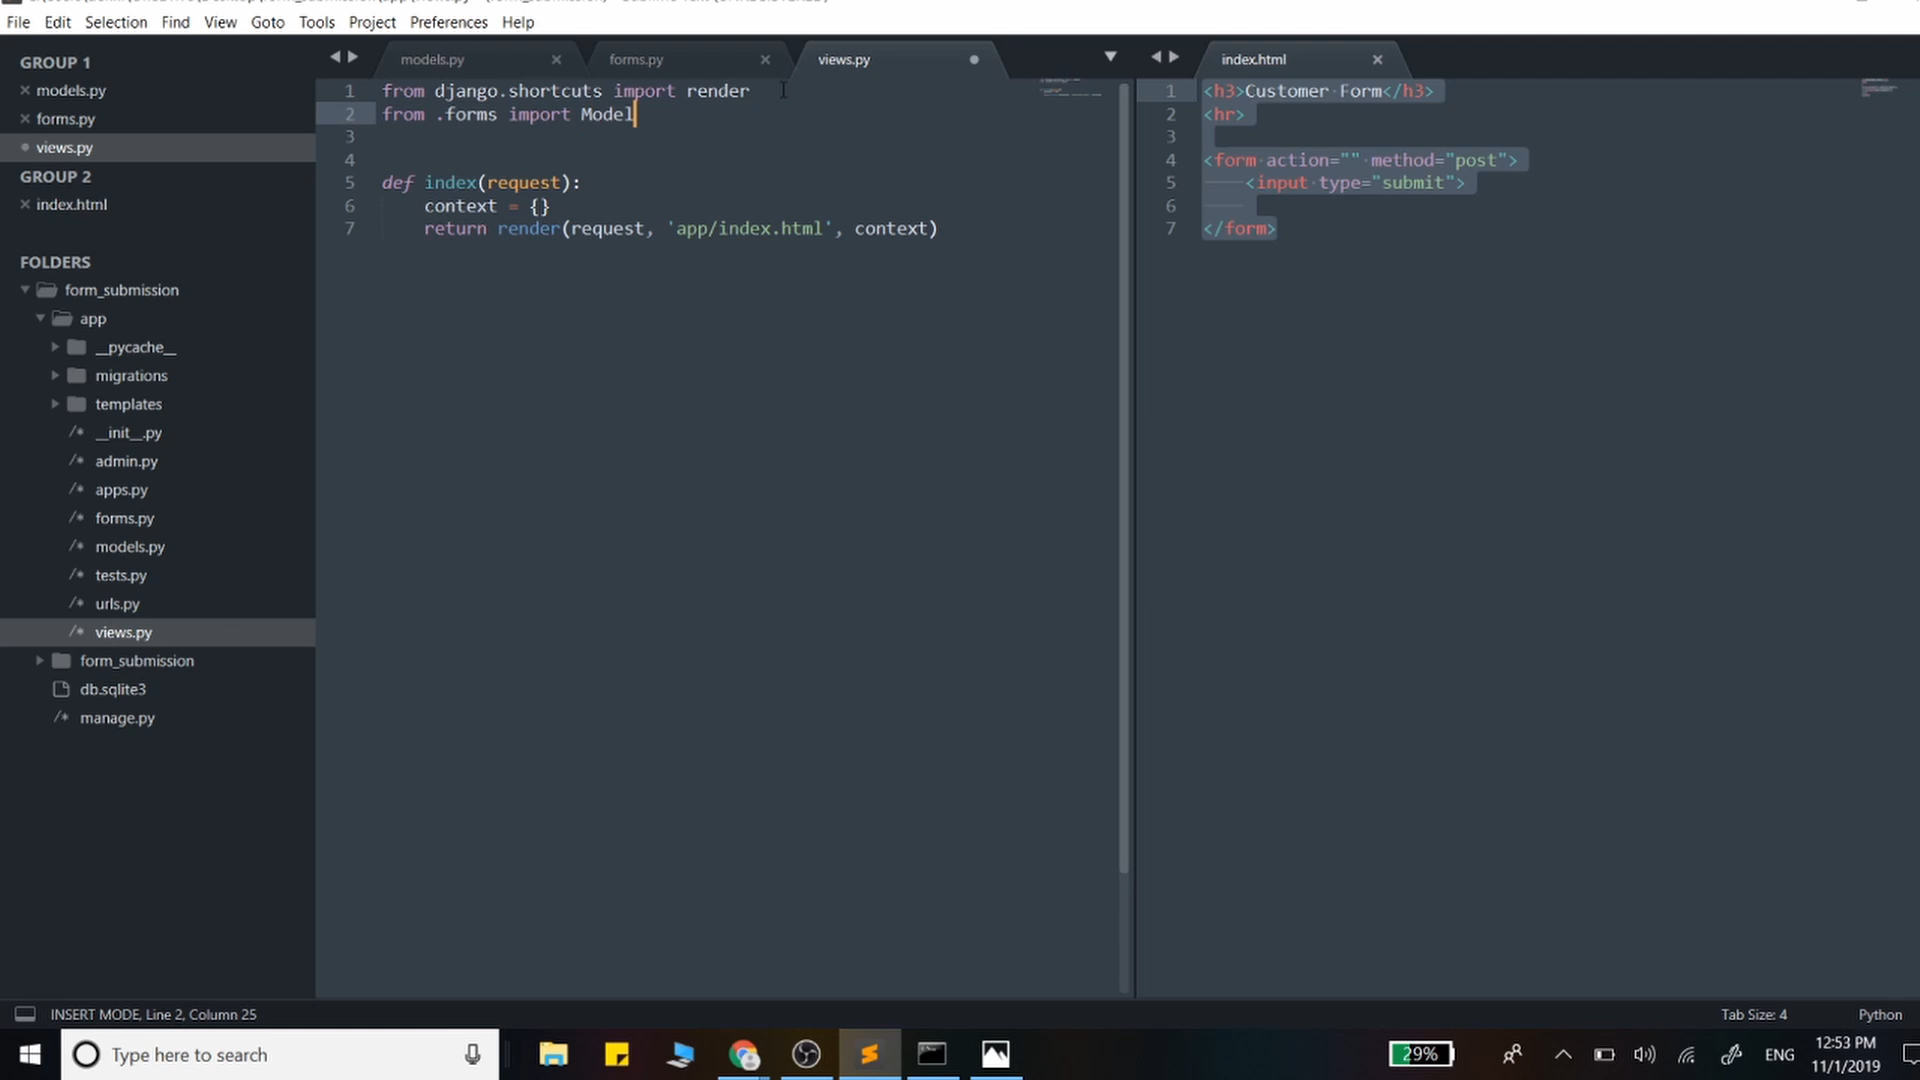 File Edit Selection Find View Goto Tools Project Preferences Help
GROUP 1
models.py
forms.py
views.py
GROUP 2
index.html
FOLDERS
form_submission
app
__pycache__
migrations
templates
__init__.py
admin.py
apps.py
forms.py
models.py
tests.py
urls.py
views.py
form_submission
db.sqlite3
manage.py
models.py forms.py views.py
1 from django.shortcuts import render
2 from .forms import Model
3
4
5 def index(request):
6 context = {}
7 return render(request, 'app/index.html', context)
index.html
1 <h3>Customer Form</h3>
2 <hr>
3
4 <form action="" method="post">
5 <input type="submit">
6
7 </form>
INSERT MODE, Line 2, Column 25
Tab Size: 4 Python
Type here to search
29%
ENG
12:53 PM
11/1/2019